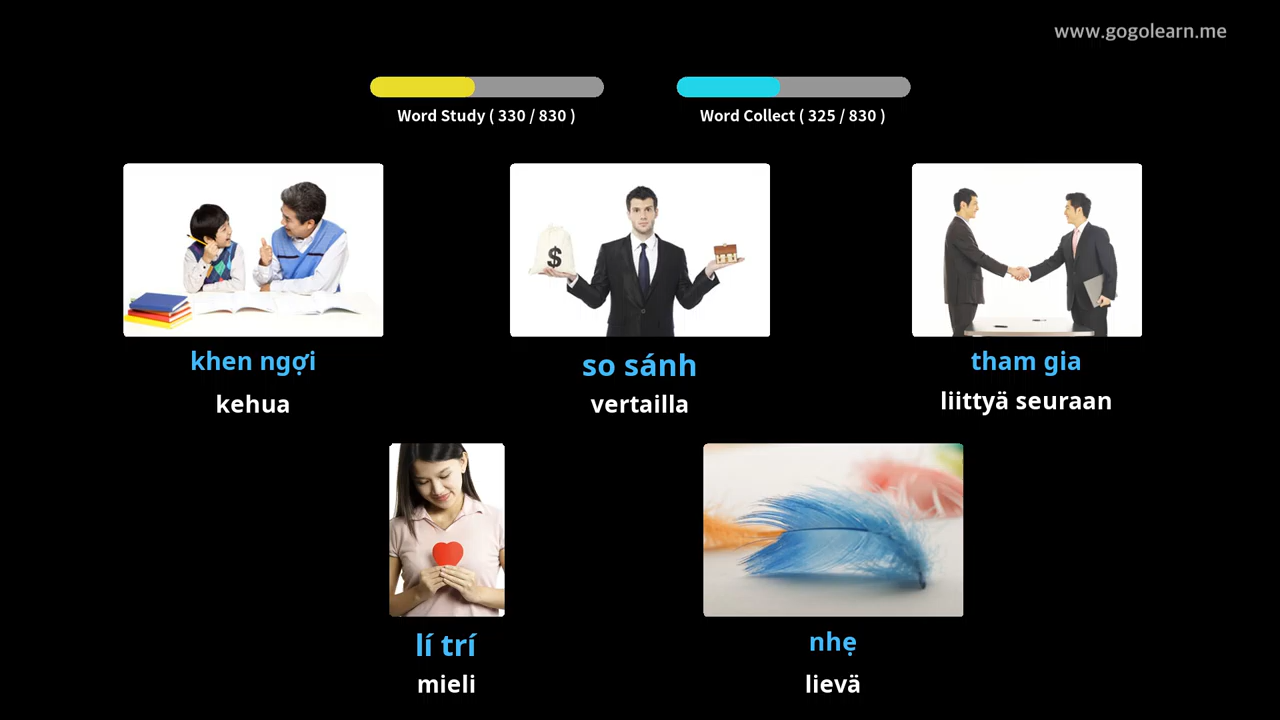 www.gogolearn.me
Word Study ( 330 / 830 )
Word Collect ( 325 / 830 )
$
khen ngợi
so sánh
tham gia
kehua
vertailla
liittyä seuraan
lí trí
nhẹ
mieli
lievä